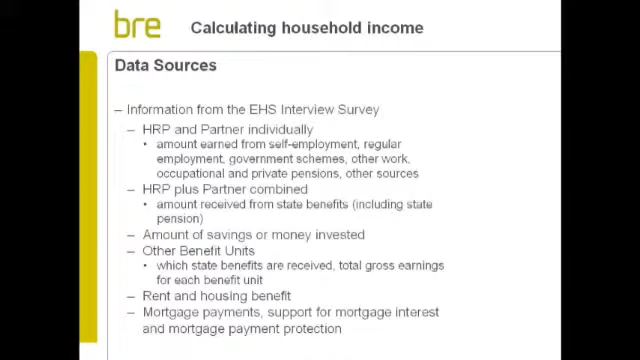 bre
Calculating household income
Data Sources
– Information from the EHS Interview Survey
– HRP and Partner individually
• amount earned from self-employment, regular
employment, government schemes, other work,
occupational and private pensions, other sources
– HRP plus Partner combined
• amount received from state benefits (including state
pension)
– Amount of savings or money invested
– Other Benefit Units
• which state benefits are received, total gross earnings
for each benefit unit
– Rent and housing benefit
– Mortgage payments, support for mortgage interest
and mortgage payment protection